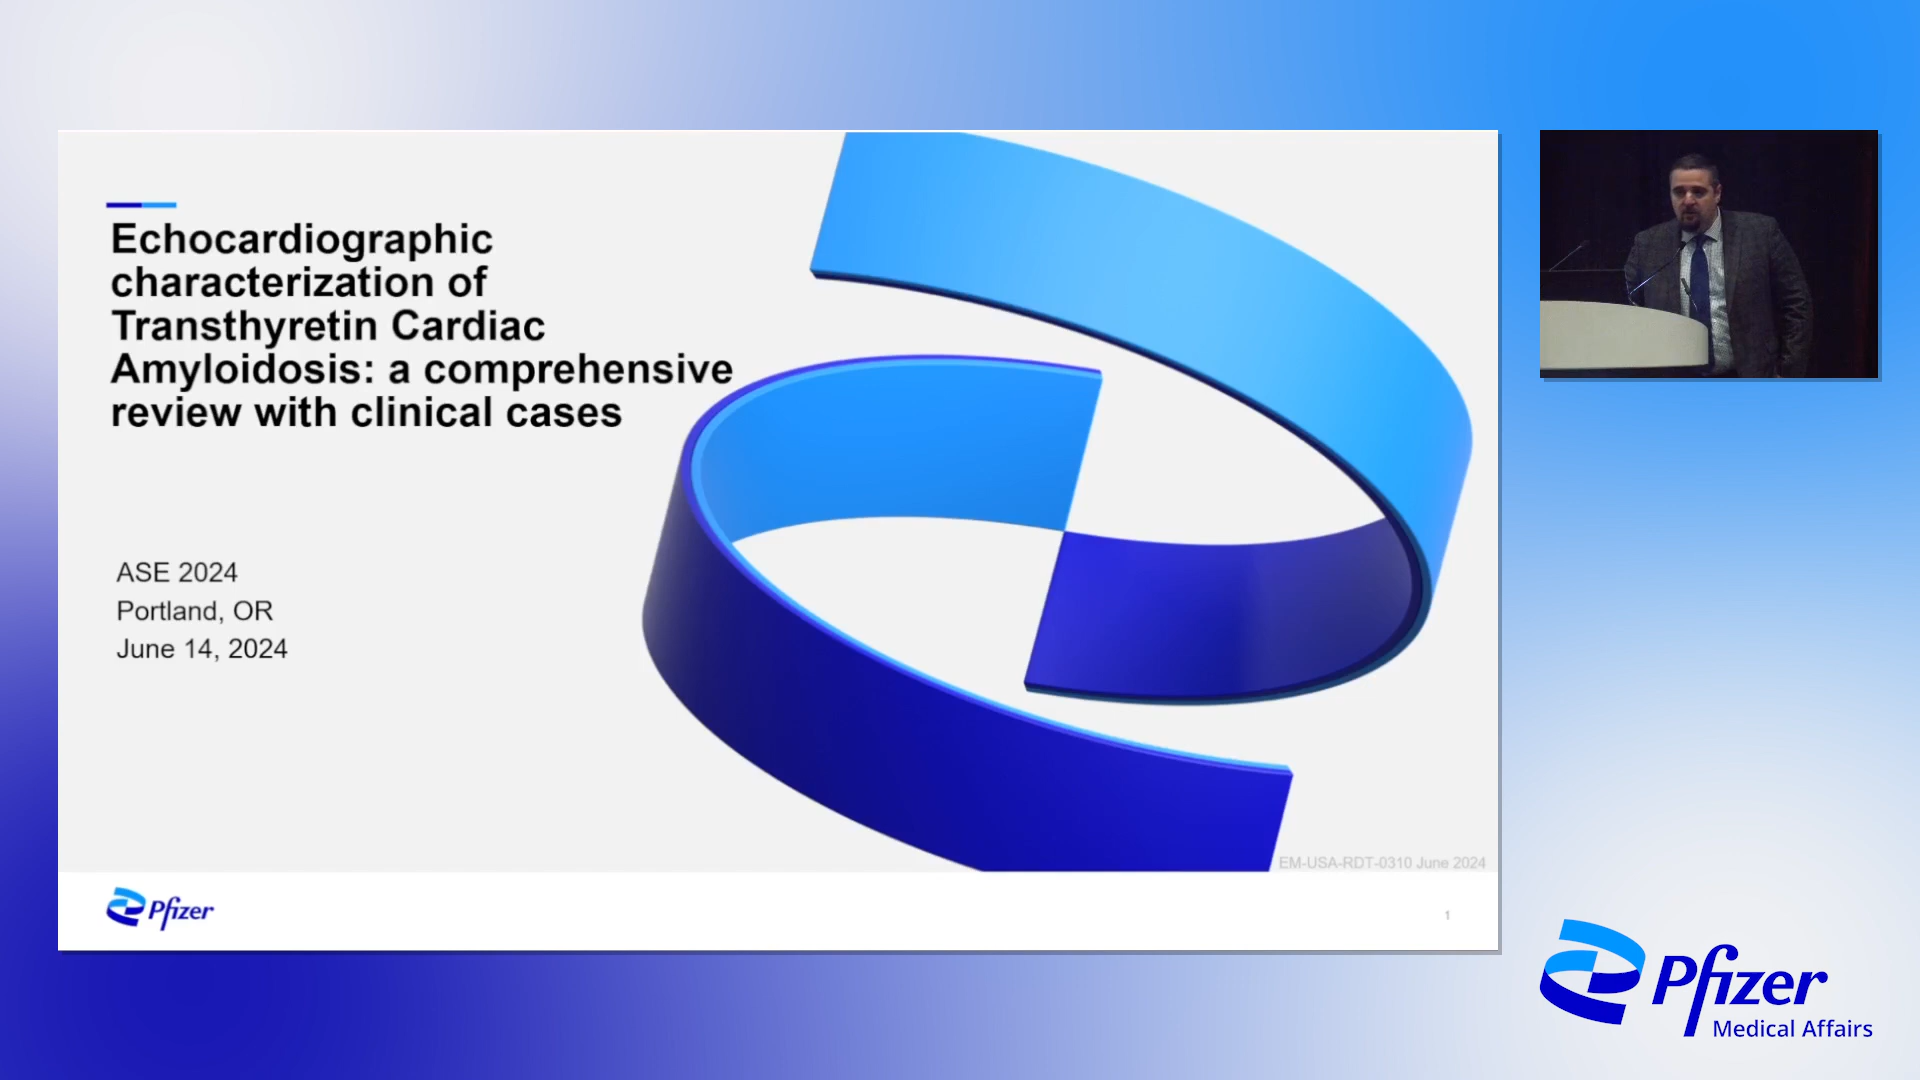 Echocardiographic
characterization of
Transthyretin Cardiac
Amyloidosis: a comprehensive
review with clinical cases
ASE 2024
Portland, OR
June 14, 2024
EM-USA-RDT-0310 June 2024
Pfizer
1
Pfizer
Medical Affairs